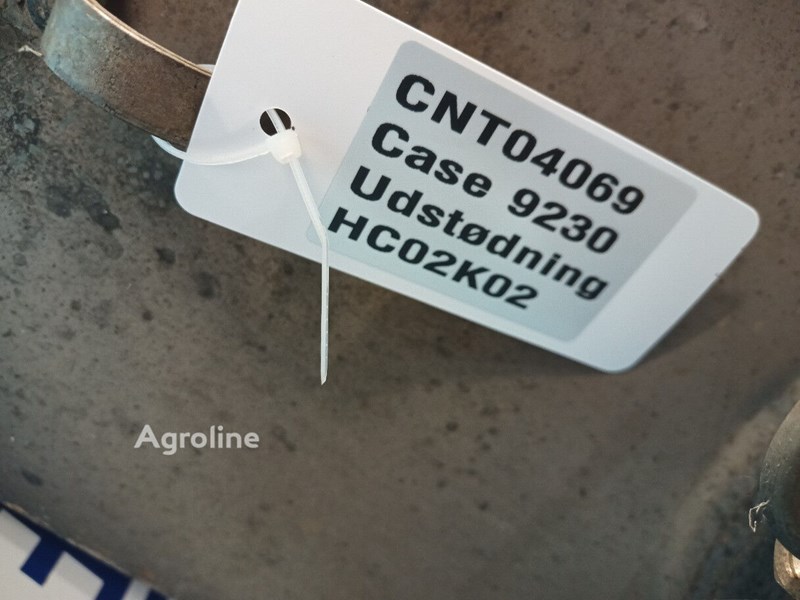 CNT04069
Case 9230
Udstødning
HC02K02
Agroline